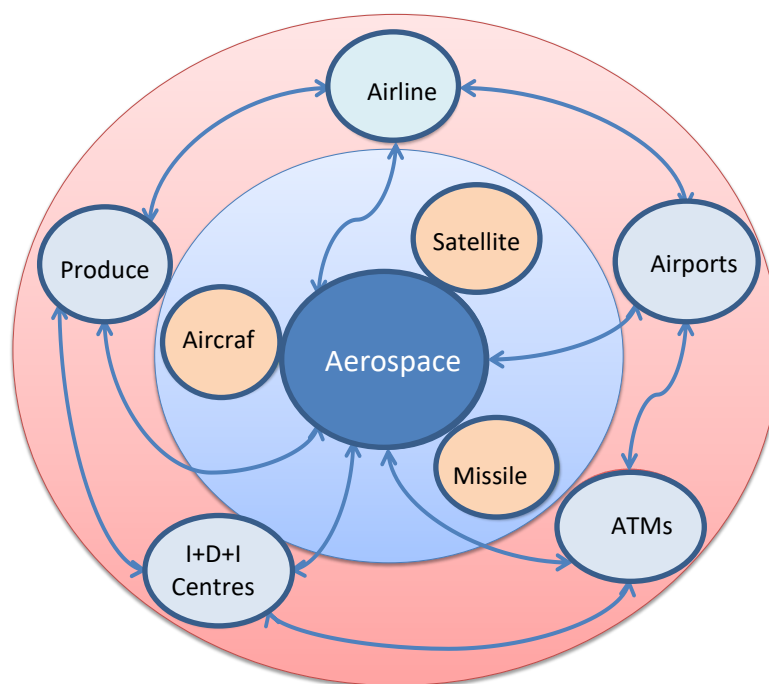 Airline
Satellite
Produce
Airports
Aircraf
Aerospace
Missile
ATMs
I+D+I
Centres